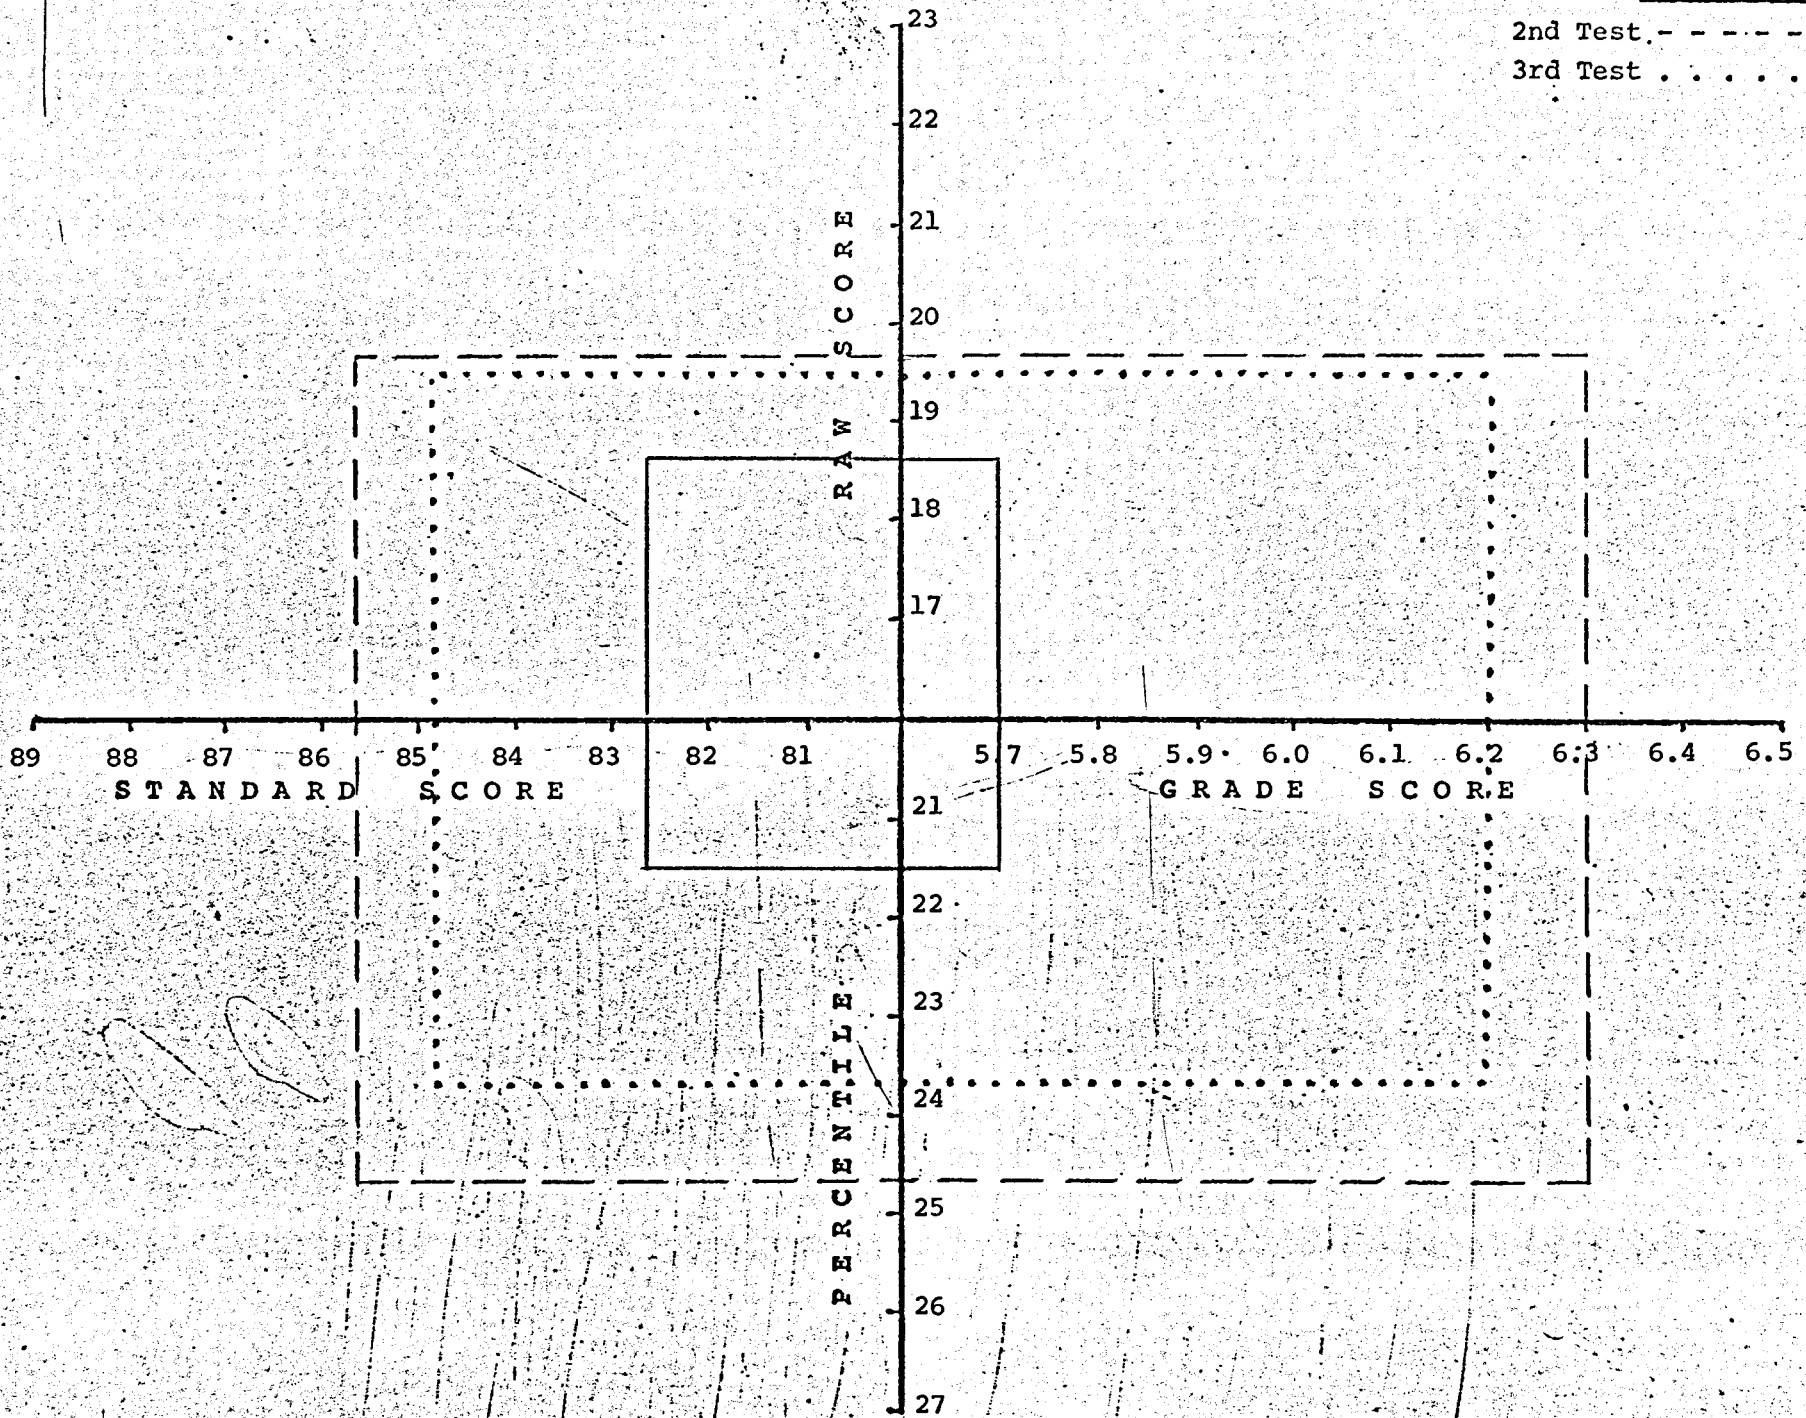 2nd Test - - - - -
3rd Test . . . . .
23
22
21
20
19
18
17
RAW SCORE
89 88 87 86 85 84 83 82 81 5.7 5.8 5.9 6.0 6.1 6.2 6.3 6.4 6.5
STANDARD SCORE GRADE SCORE
21
22
23
24
25
26
27
PERCENTILE